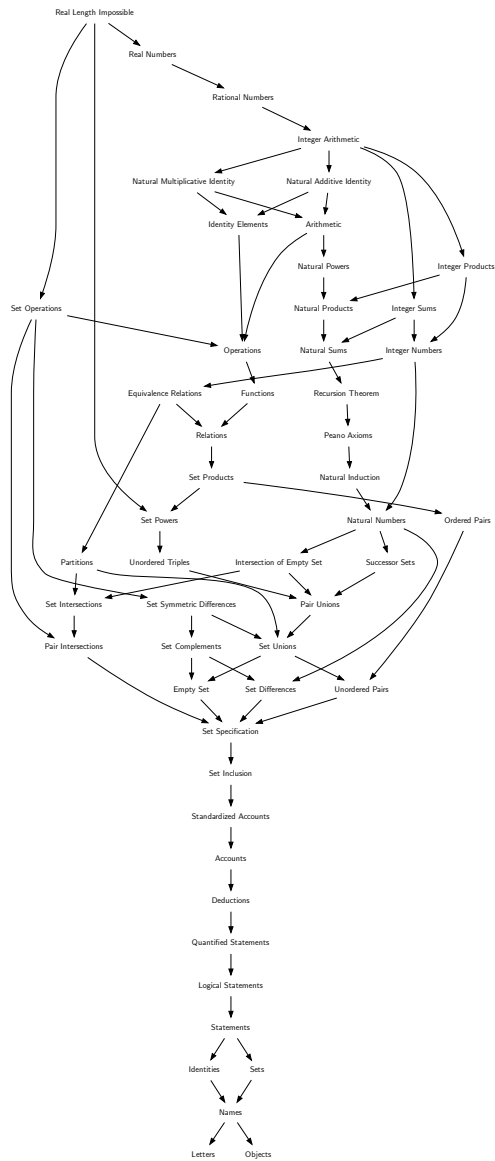 Real Length Impossible
Real Numbers
Rational Numbers
Integer Arithmetic
Natural Multiplicative Identity
Natural Additive Identity
Identity Elements
Arithmetic
Natural Powers
Integer Products
Set Operations
Natural Products
Integer Sums
Operations
Natural Sums
Integer Numbers
Equivalence Relations
Functions
Recursion Theorem
Relations
Peano Axioms
Set Products
Natural Induction
Set Powers
Natural Numbers
Ordered Pairs
Partitions
Unordered Triples
Intersection of Empty Set
Successor Sets
Set Intersections
Set Symmetric Differences
Pair Unions
Pair Intersections
Set Complements
Set Unions
Empty Set
Set Differences
Unordered Pairs
Set Specification
Set Inclusion
Standardized Accounts
Accounts
Deductions
Quantified Statements
Logical Statements
Statements
Identities
Sets
Names
Letters
Objects